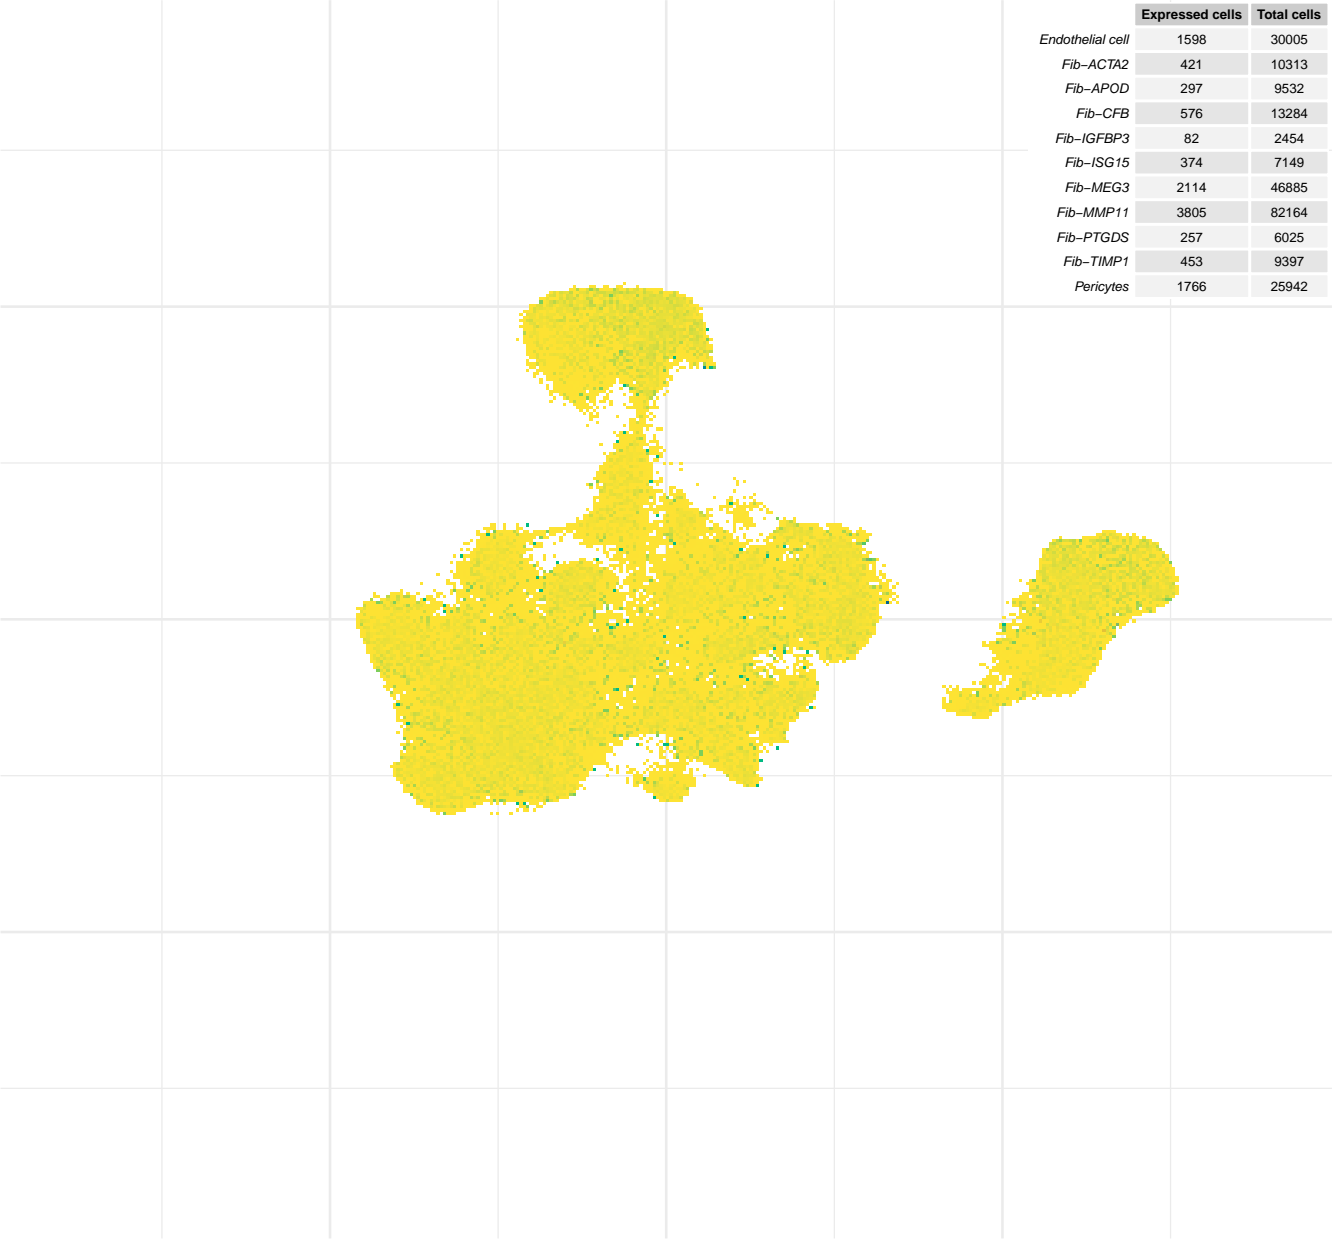 Expressed cells Total cells
Endothelial cell 1598 30005
Fib−ACTA2 421 10313
Fib−APOD 297 9532
Fib−CFB 576 13284
Fib−IGFBP3 82 2454
Fib−ISG15 374 7149
Fib−MEG3 2114 46885
Fib−MMP11 3805 82164
Fib−PTGDS 257 6025
Fib−TIMP1 453 9397
Pericytes 1766 25942